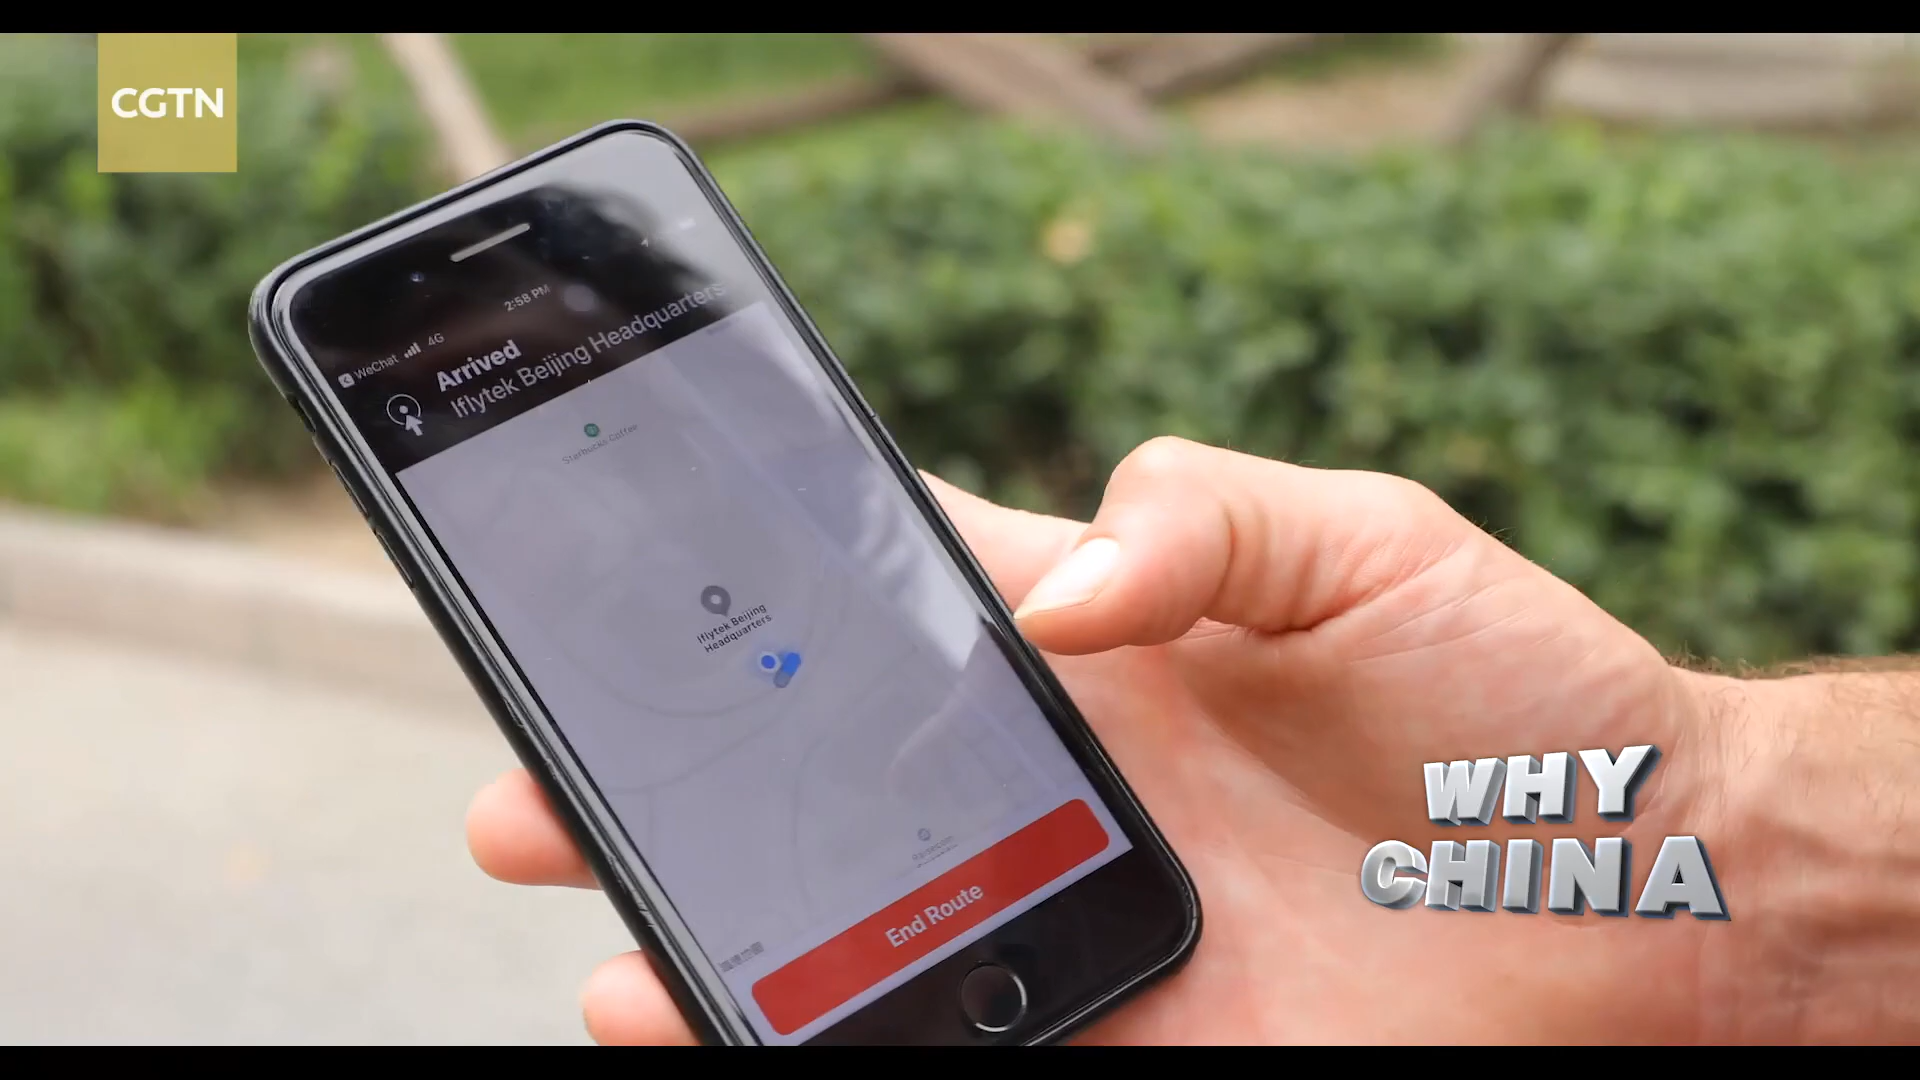 CGTN
WeChat
4G
2:58 PM
Arrived
Iflytek Beijing Headquarters
Starbucks Coffee
Iflytek Beijing
Headquarters
End Route
WHY
CHINA